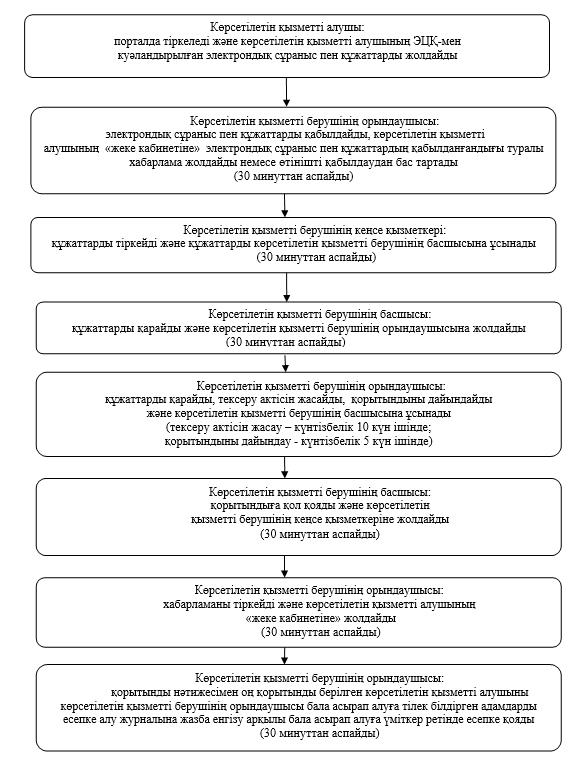 Көрсетілетін қызметті алушы:
порталда тіркеледі және көрсетілетін қызметті алушының ЭЦҚ-мен
куәландырылған электрондық сұраныс пен құжаттарды жолдайды
Көрсетілетін қызметті берушінің орындаушысы:
электрондық сұраныс пен құжаттарды қабылдайды, көрсетілетін қызметті
алушының «жеке кабинетіне» электрондық сұраныс пен құжаттардың қабылданғандығы туралы
хабарлама жолдайды немесе өтінішті қабылдаудан бас тартады
(30 минуттан аспайды)
Көрсетілетін қызметті берушінің кеңсе қызметкері:
құжаттарды тіркейді және құжаттарды көрсетілетін қызметті берушінің басшысына ұсынады
(30 минуттан аспайды)
Көрсетілетін қызметті берушінің басшысы:
құжаттарды қарайды және көрсетілетін қызметті берушінің орындаушысына жолдайды
(30 минуттан аспайды)
Көрсетілетін қызметті берушінің орындаушысы:
құжаттарды қарайды, тексеру актісін жасайды, қорытындыны дайындайды
және көрсетілетін қызметті берушінің басшысына ұсынады
(тексеру актісін жасау – күнтізбелік 10 күн ішінде;
қорытындыны дайындау - күнтізбелік 5 күн ішінде)
Көрсетілетін қызметті берушінің басшысы:
қорытындыға қол қояды және көрсетілетін
қызметті берушінің кеңсе қызметкеріне жолдайды
(30 минуттан аспайды)
Көрсетілетін қызметті берушінің орындаушысы:
хабарламаны тіркейді және көрсетілетін қызметті алушының
«жеке кабинетіне» жолдайды
(30 минуттан аспайды)
Көрсетілетін қызметті берушінің орындаушысы:
қорытынды нәтижесімен оң қорытынды берілген көрсетілетін қызметті алушыны
көрсетілетін қызметті берушінің орындаушысы бала асырап алуға тілек білдірген адамдарды
есепке алу журналына жазба енгізу арқылы бала асырап алуға үміткер ретінде есепке қояды
(30 минуттан аспайды)